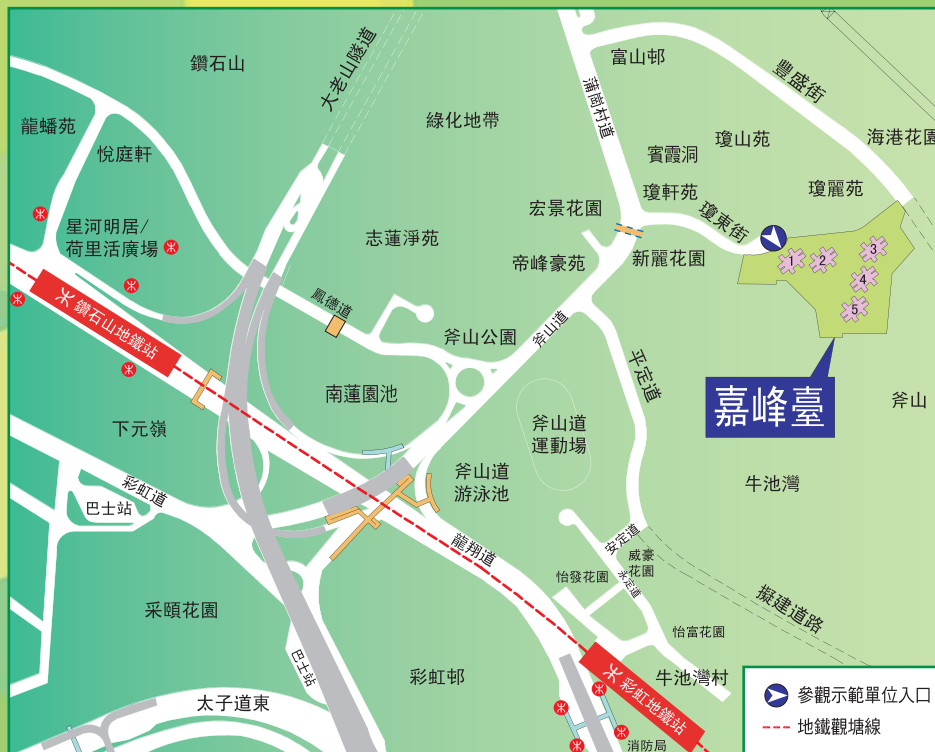 鑽石山
大老山隧道
富山邨
豐盛街
蒲崗村道
龍蟠苑
綠化地帶
海港花園
瓊山苑
悅庭軒
賓霞洞
瓊麗苑
瓊軒苑
宏景花園
瓊東街
星河明居/
荷里活廣場
志蓮淨苑
帝峰豪苑
新麗花園
1
2
3
4
5
鑽石山地鐵站
鳳德道
斧山公園
斧山道
平定道
嘉峰臺
斧山
南蓮園池
下元嶺
斧山道
運動場
斧山道
游泳池
牛池灣
彩虹道
巴士站
龍翔道
安定道
威豪
花園
怡發花園
永定道
擬建道路
采頤花園
怡富花園
巴士站
彩虹邨
彩虹地鐵站
牛池灣村
太子道東
消防局
參觀示範單位入口
地鐵觀塘線